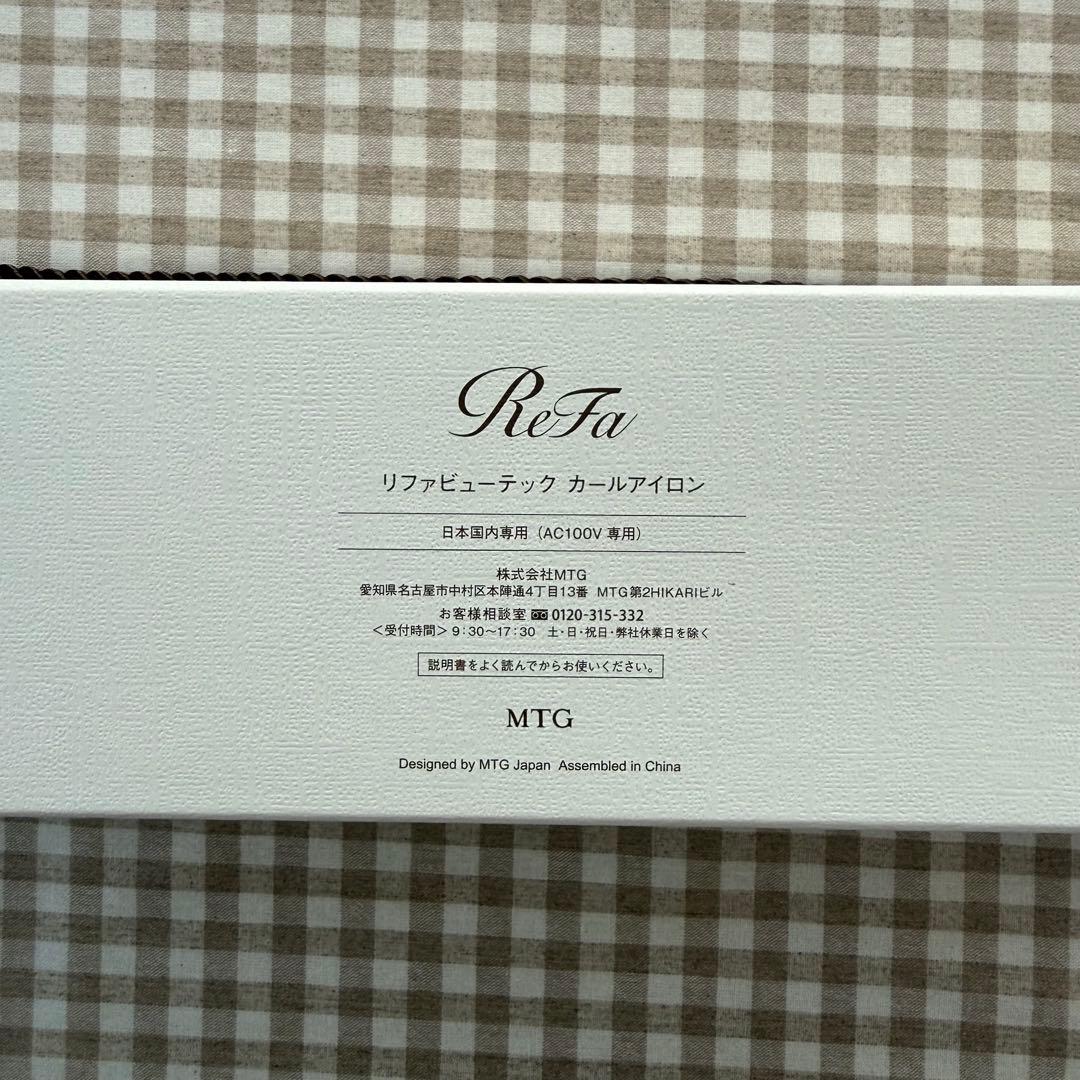 ReFa
リファビューテック カールアイロン
日本国内専用（AC100V 専用）
株式会社MTG
愛知県名古屋市中村区本陣通4丁目13番 MTG第2HIKARIビル
お客様相談室 0120-315-332
＜受付時間＞9:30〜17:30 土・日・祝日・弊社休業日を除く
説明書をよく読んでからお使いください。
MTG
Designed by MTG Japan Assembled in China